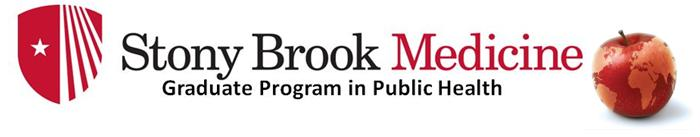 Stony Brook Medicine
Graduate Program in Public Health